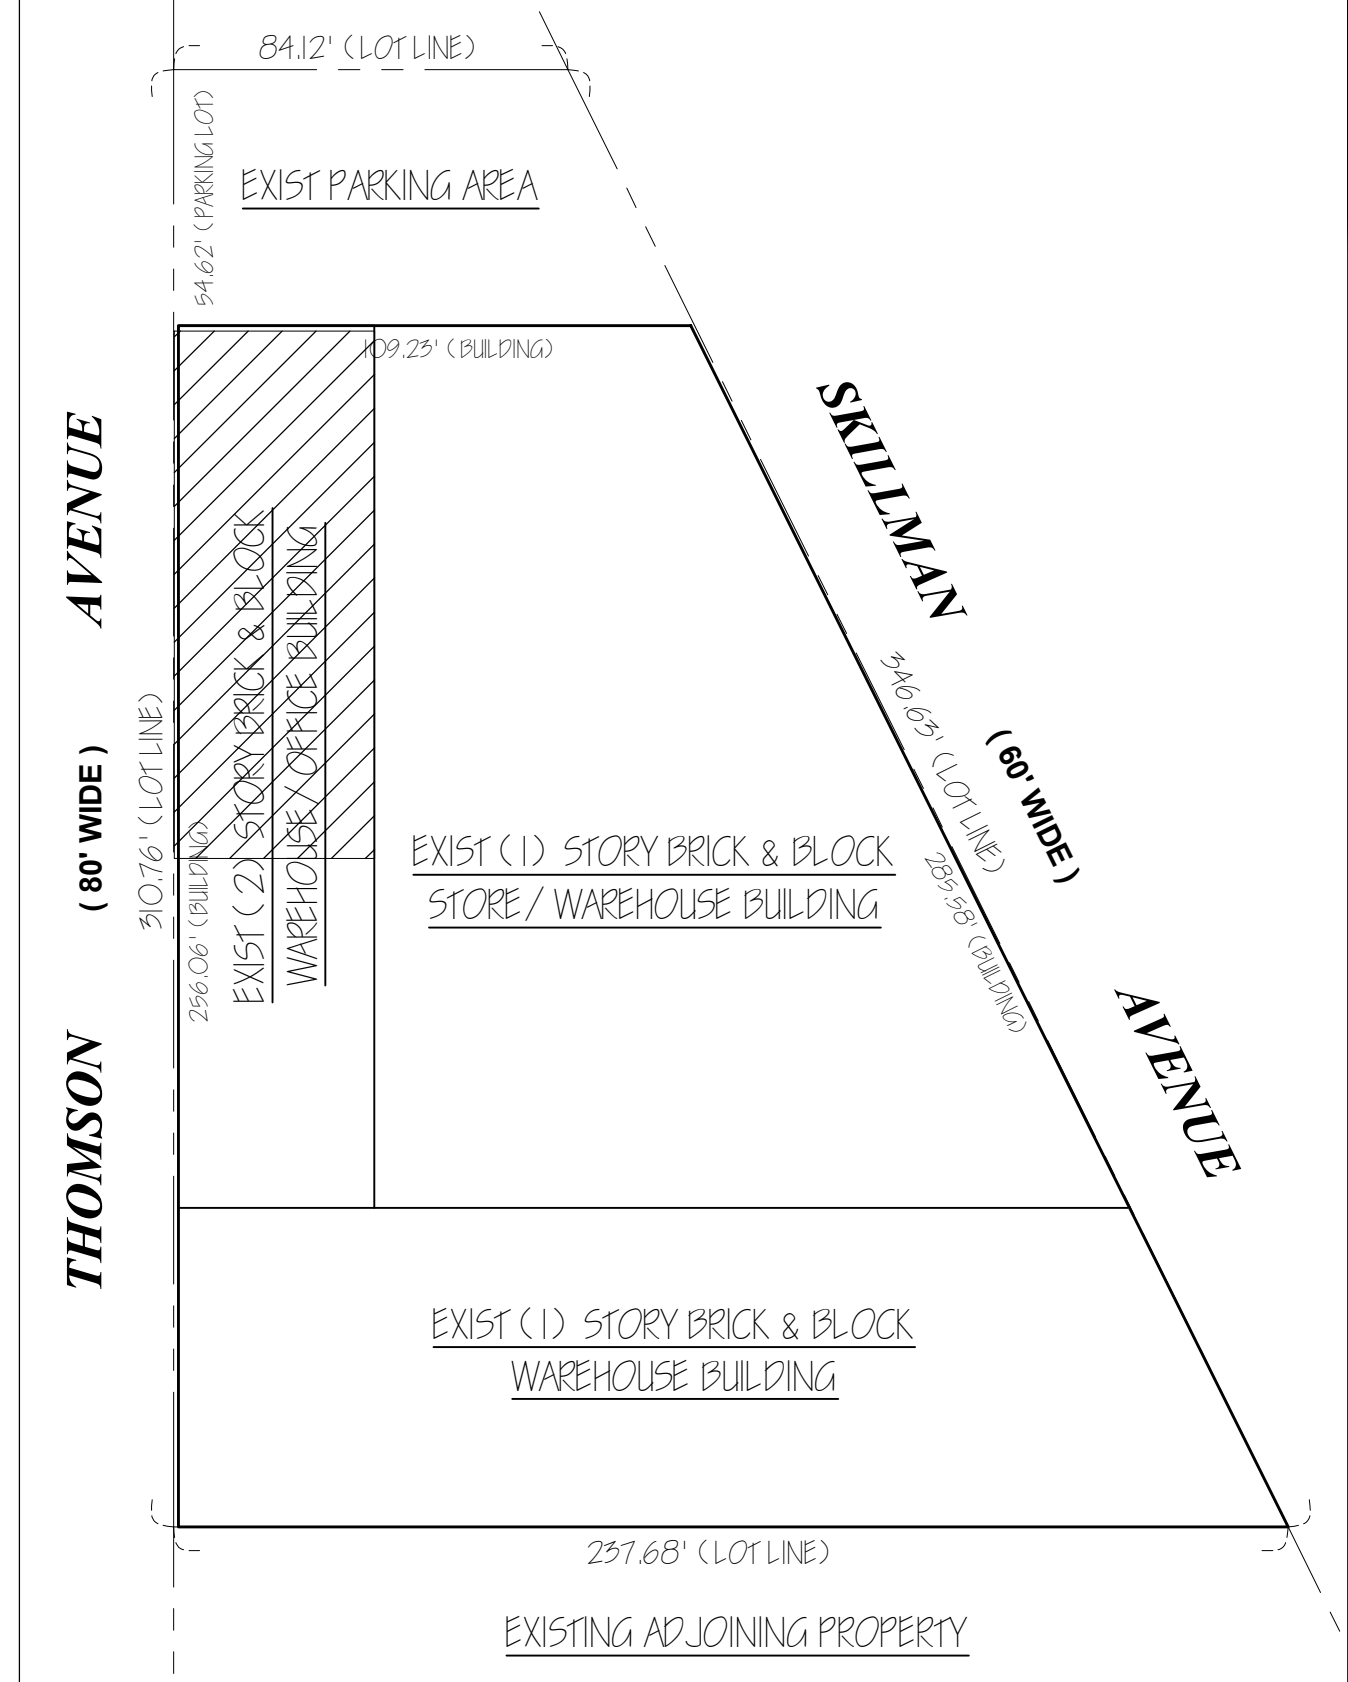 84.12' (LOT LINE)
54.62' (PARKING LOT)
EXIST PARKING AREA
109.23' (BUILDING)
THOMSON AVENUE
( 80' WIDE )
310.76' (LOT LINE)
256.06' (BUILDING)
EXIST (2) STORY BRICK & BLOCK
WAREHOUSE / OFFICE BUILDING
SKILLMAN AVENUE
( 60' WIDE )
346.63' (LOT LINE)
285.58' (BUILDING)
EXIST (1) STORY BRICK & BLOCK
STORE / WAREHOUSE BUILDING
EXIST (1) STORY BRICK & BLOCK
WAREHOUSE BUILDING
237.68' (LOT LINE)
EXISTING ADJOINING PROPERTY